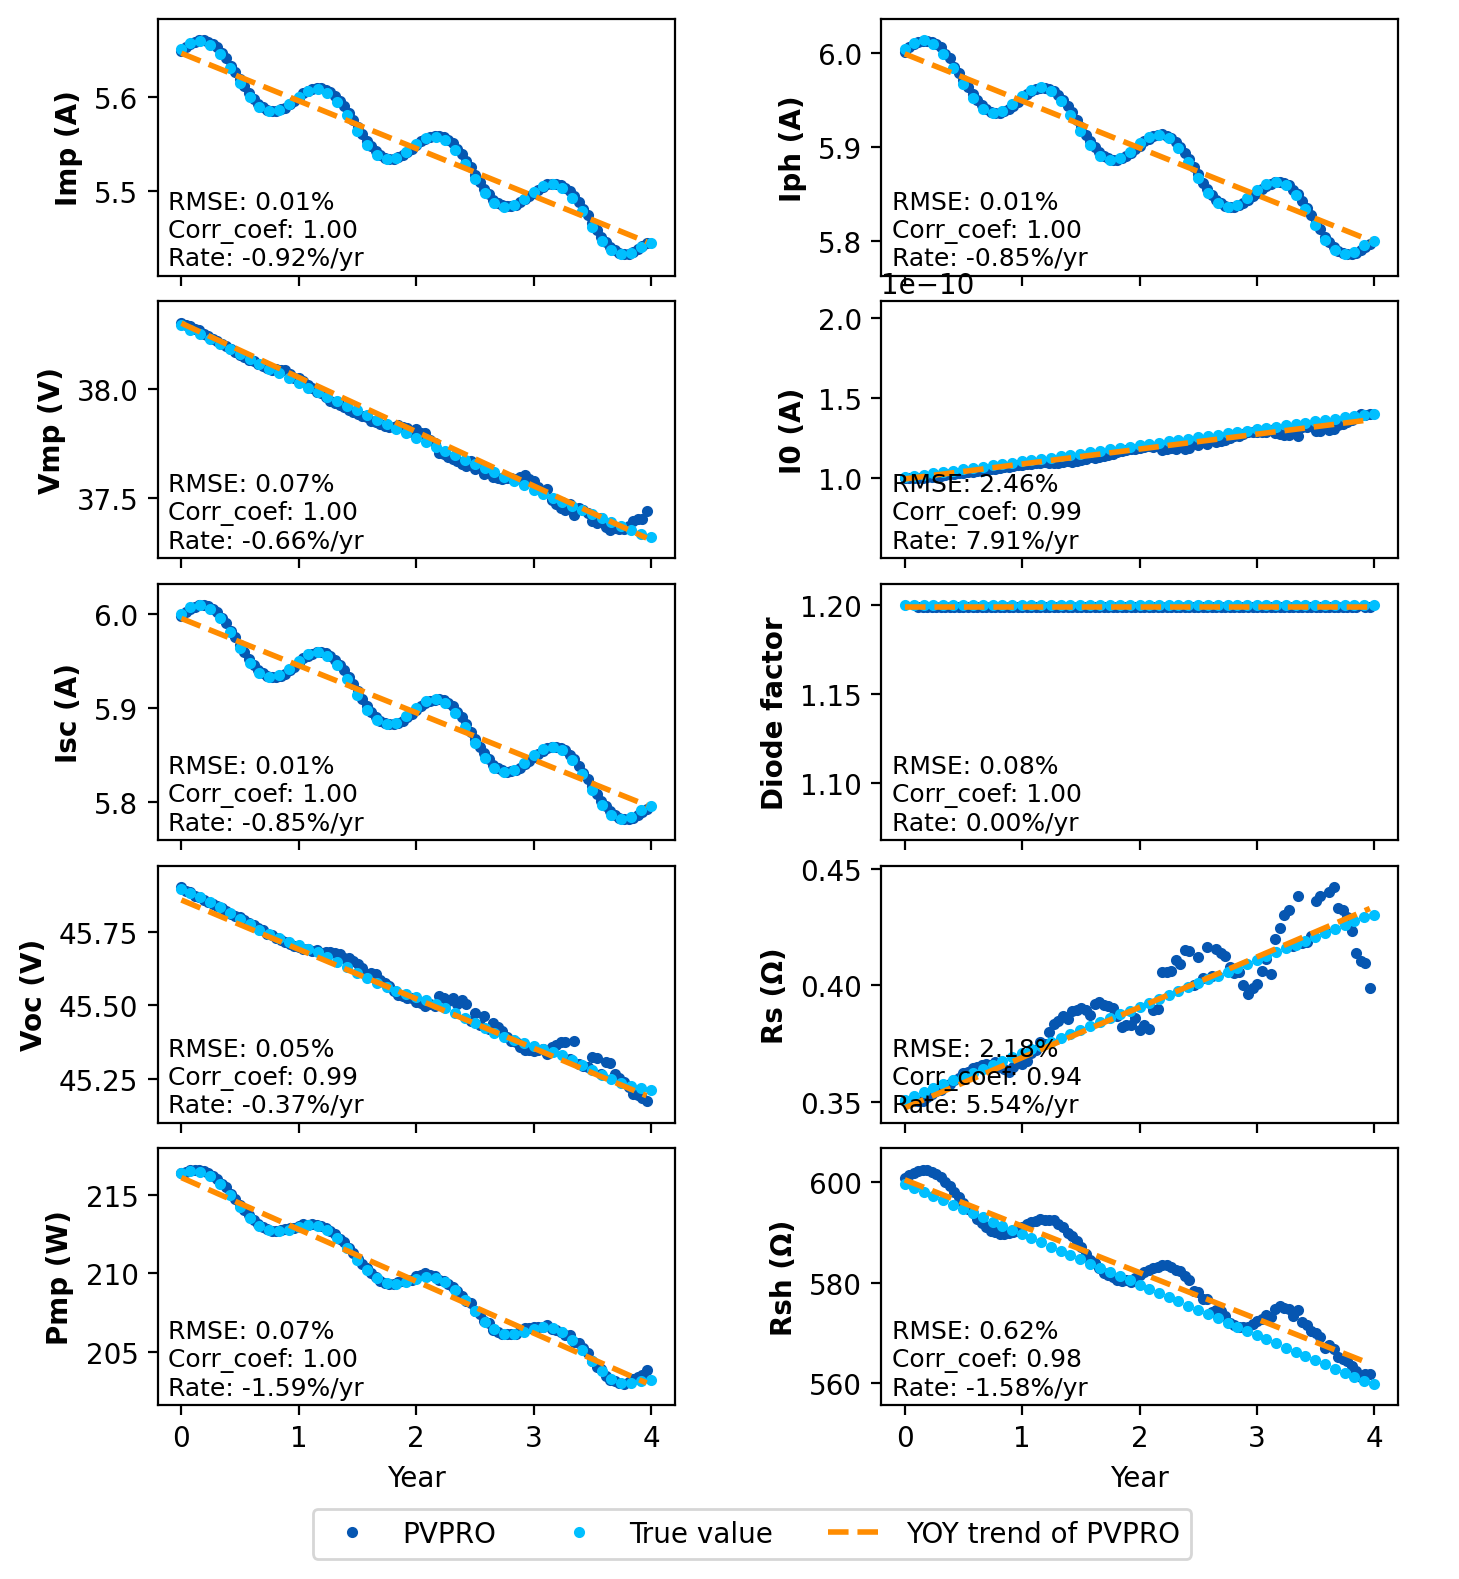 Imp (A)
5.6
5.5
RMSE: 0.01%
Corr_coef: 1.00
Rate: -0.92%/yr
Iph (A)
6.0
5.9
5.8
RMSE: 0.01%
Corr_coef: 1.00
Rate: -0.85%/yr
Vmp (V)
38.0
37.5
RMSE: 0.07%
Corr_coef: 1.00
Rate: -0.66%/yr
1e−10
I0 (A)
2.0
1.5
1.0
RMSE: 2.46%
Corr_coef: 0.99
Rate: 7.91%/yr
Isc (A)
6.0
5.9
5.8
RMSE: 0.01%
Corr_coef: 1.00
Rate: -0.85%/yr
Diode factor
1.20
1.15
1.10
RMSE: 0.08%
Corr_coef: 1.00
Rate: 0.00%/yr
Voc (V)
45.75
45.50
45.25
RMSE: 0.05%
Corr_coef: 0.99
Rate: -0.37%/yr
Rs (Ω)
0.45
0.40
0.35
RMSE: 2.18%
Corr_coef: 0.94
Rate: 5.54%/yr
Pmp (W)
215
210
205
RMSE: 0.07%
Corr_coef: 1.00
Rate: -1.59%/yr
0 1 2 3 4
Year
Rsh (Ω)
600
580
560
RMSE: 0.62%
Corr_coef: 0.98
Rate: -1.58%/yr
0 1 2 3 4
Year
PVPRO True value YOY trend of PVPRO